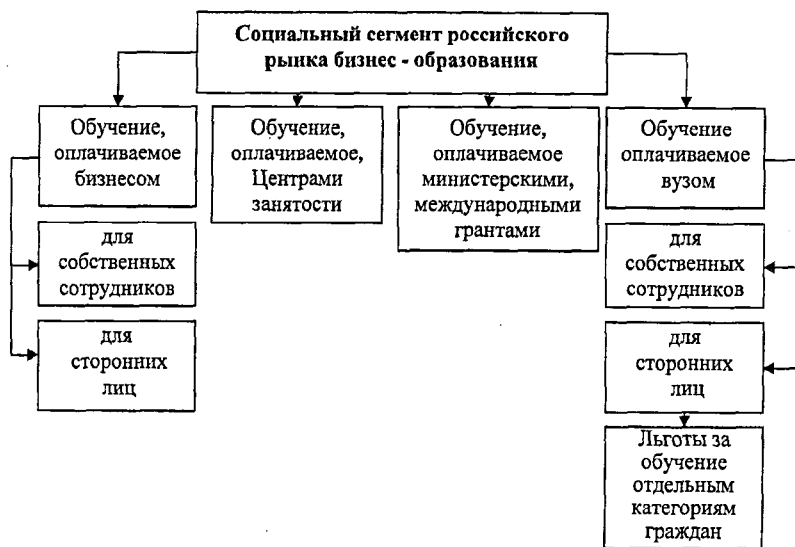 Социальный сегмент российского
рынка бизнес - образования
Обучение,
оплачиваемое
бизнесом
Обучение,
оплачиваемое,
Центрами
занятости
Обучение,
оплачиваемое
министерскими,
международными
грантами
Обучение
оплачиваемое
вузом
для
собственных
сотрудников
для
сторонних
лиц
для
собственных
сотрудников
для
сторонних
лиц
Льготы за
обучение
отдельным
категориям
граждан